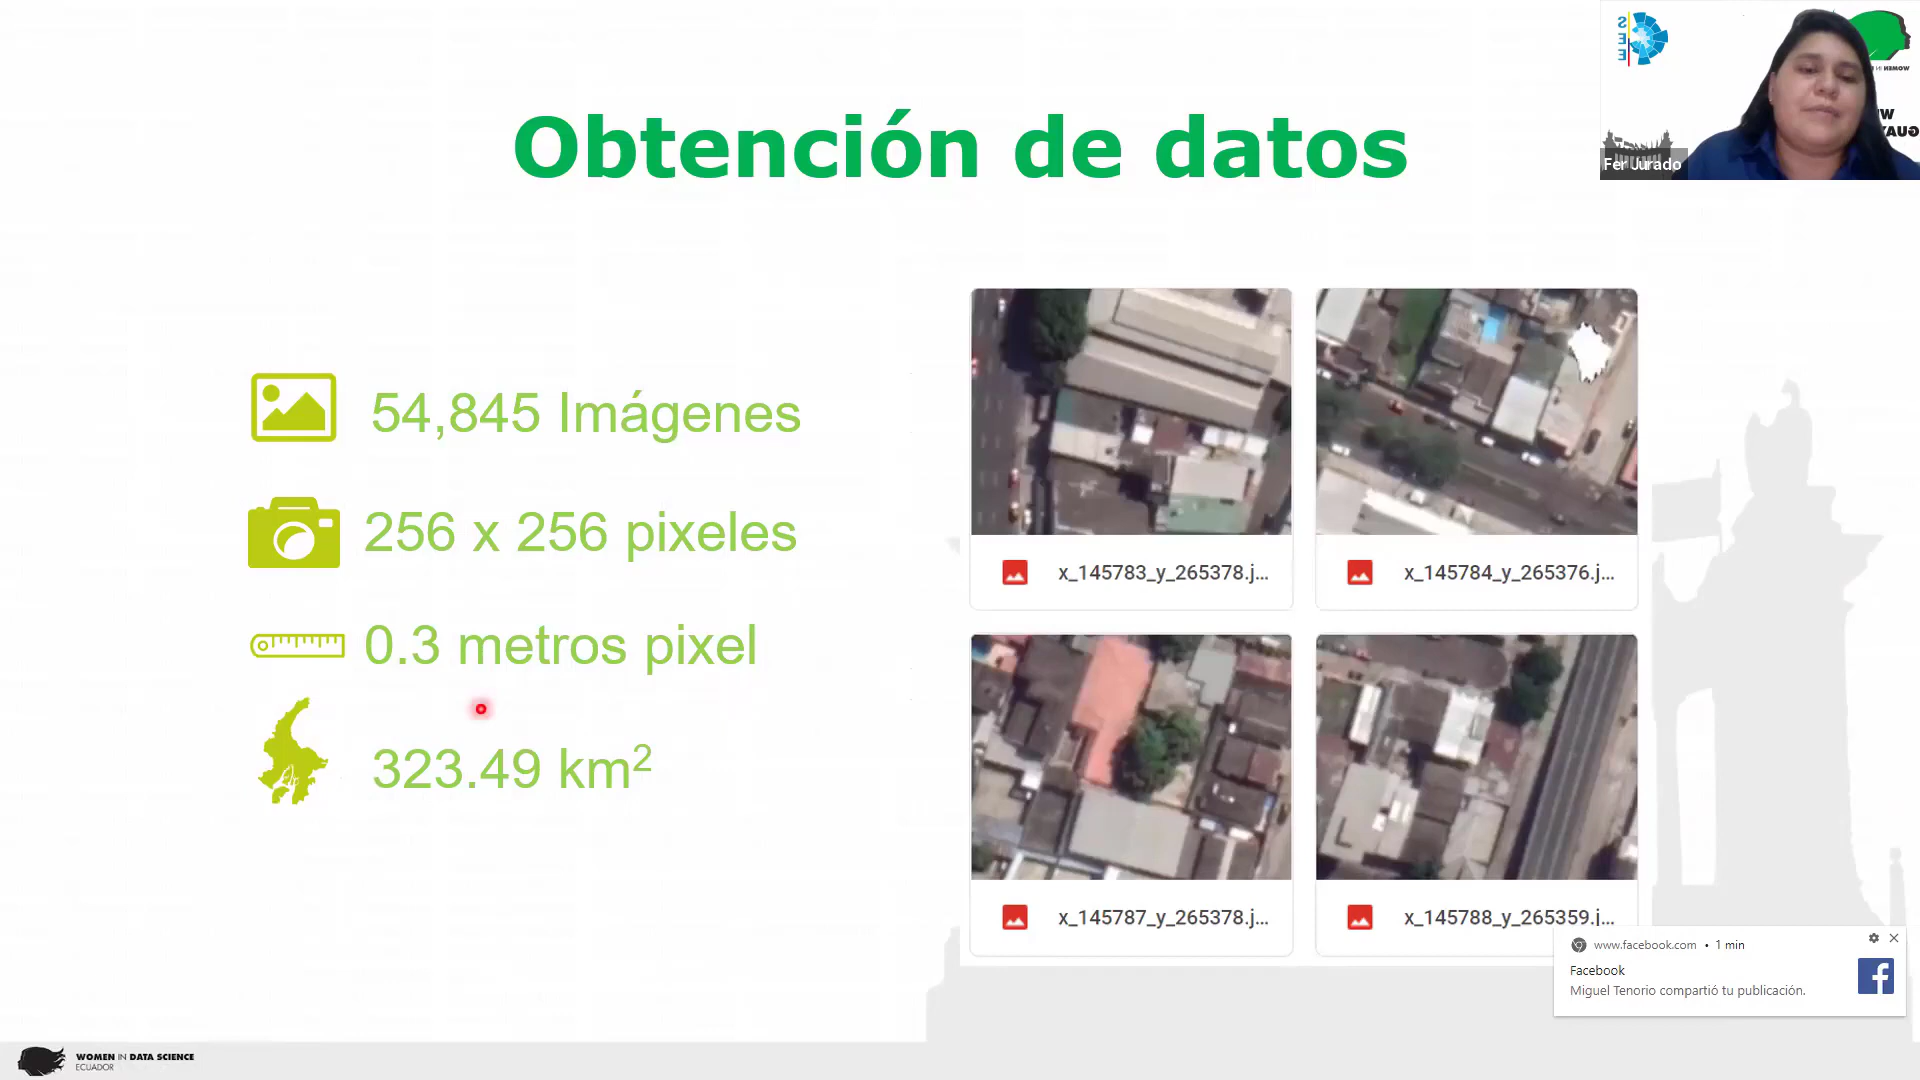 Obtención de datos
54,845 Imágenes
256 x 256 pixeles
0.3 metros pixel
323.49 km²
x_145783_y_265378.j...
x_145784_y_265376.j...
x_145787_y_265378.j...
x_145788_y_265359.j...
SEE
Fer Jurado
www.facebook.com • 1 min
Facebook
Miguel Tenorio compartió tu publicación.
WOMEN IN DATA SCIENCE
ECUADOR